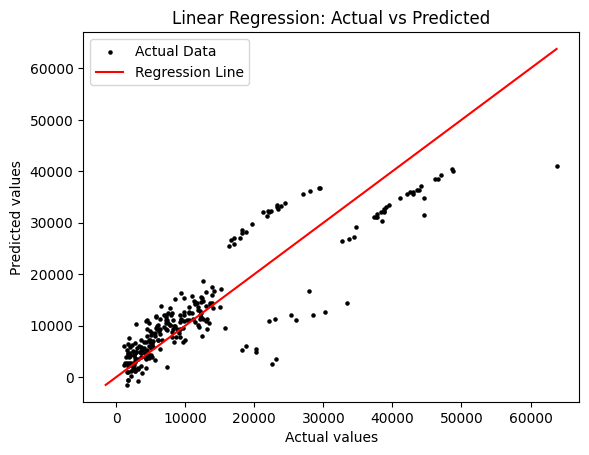 Linear Regression: Actual vs Predicted
Actual Data
Regression Line
Predicted values
60000
50000
40000
30000
20000
10000
0
0 10000 20000 30000 40000 50000 60000
Actual values